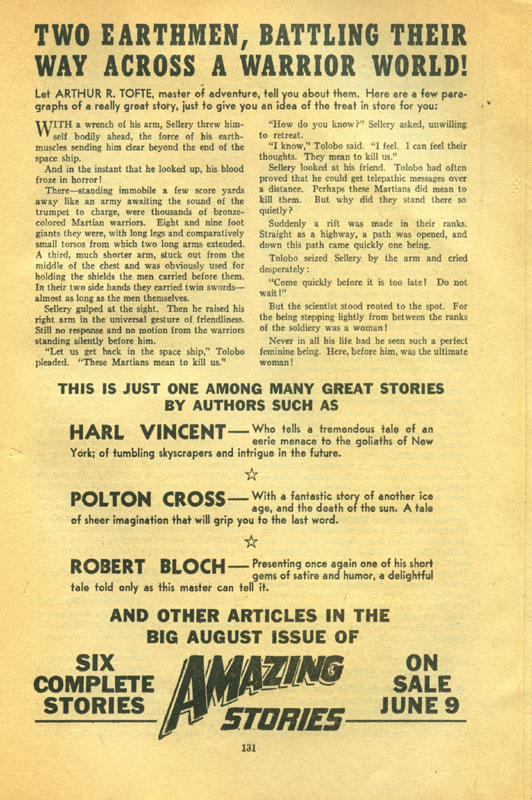 TWO EARTHMEN, BATTLING THEIR
WAY ACROSS A WARRIOR WORLD!
Let ARTHUR R. TOFTE, master of adventure, tell you about them. Here are a few para-
graphs of a really great story, just to give you an idea of the treat in store for you:
WITH a wrench of his arm, Sellery threw him-
self bodily ahead, the force of his earth-
muscles sending him clear beyond the end of the
space ship.
And in the instant that he looked up, his blood
froze in horror!
There—standing immobile a few score yards
away like an army awaiting the sound of the
trumpet to charge, were thousands of bronze-
colored Martian warriors. Eight and nine foot
giants they were, with long legs and comparatively
small torsos from which two long arms extended.
A third, much shorter arm, stuck out from the
middle of the chest and was obviously used for
holding the shields the men carried before them.
In their two side hands they carried twin swords—
almost as long as the men themselves.
Sellery gulped at the sight. Then he raised his
right arm in the universal gesture of friendliness.
Still no response and no motion from the warriors
standing silently before him.
"Let us get back in the space ship," Tolobo
pleaded. "These Martians mean to kill us."
"How do you know?" Sellery asked, unwilling
to retreat.
"I know," Tolobo said. "I feel. I can feel their
thoughts. They mean to kill us."
Sellery looked at his friend. Tolobo had often
proved that he could get telepathic messages over
a distance. Perhaps these Martians did mean to
kill them. But why did they stand there so
quietly?
Suddenly a rift was made in their ranks.
Straight as a highway, a path was opened, and
down this path came quickly one being.
Tolobo seized Sellery by the arm and cried
desperately:
"Come quickly before it is too late! Do not
wait!"
But the scientist stood rooted to the spot. For
the being stepping lightly from between the ranks
of the soldiery was a woman!
Never in all his life had he seen such a perfect
feminine being. Here, before him, was the ultimate
woman!
THIS IS JUST ONE AMONG MANY GREAT STORIES
BY AUTHORS SUCH AS
HARL VINCENT—Who tells a tremendous tale of an
eerie menace to the goliaths of New
York; of tumbling skyscrapers and intrigue in the future.
POLTON CROSS—With a fantastic story of another ice
age, and the death of the sun. A tale
of sheer imagination that will grip you to the last word.
ROBERT BLOCH—Presenting once again one of his short
gems of satire and humor, a delightful
tale told only as this master can tell it.
AND OTHER ARTICLES IN THE
BIG AUGUST ISSUE OF
SIX
COMPLETE
STORIES
AMAZING
STORIES
ON
SALE
JUNE 9
131